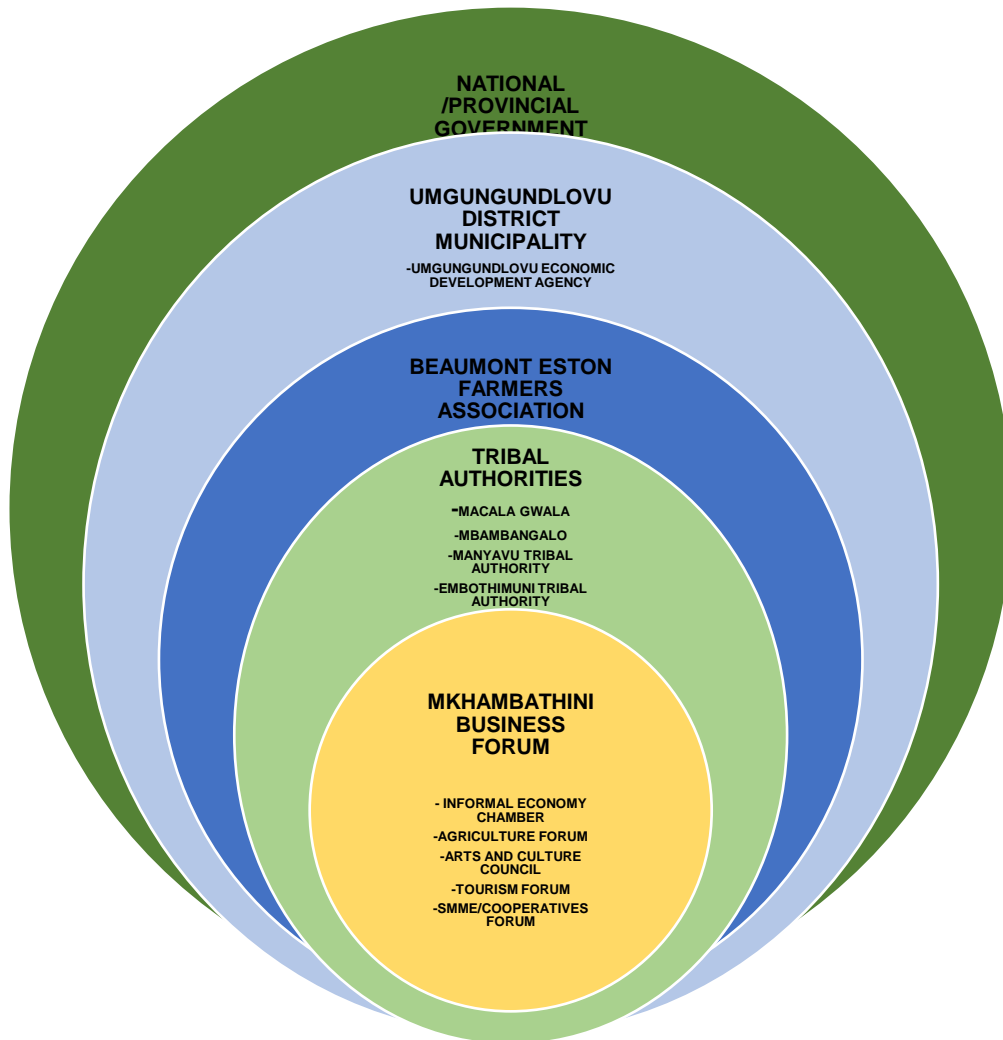 NATIONAL
/PROVINCIAL
GOVERNMENT
UMGUNGUNDLOVU
DISTRICT
MUNICIPALITY
-UMGUNGUNDLOVU ECONOMIC
DEVELOPMENT AGENCY
BEAUMONT ESTON
FARMERS
ASSOCIATION
TRIBAL
AUTHORITIES
-MACALA GWALA
-MBAMBANGALO
-MANYAVU TRIBAL
AUTHORITY
-EMBOTHIMUNI TRIBAL
AUTHORITY
MKHAMBATHINI
BUSINESS
FORUM
- INFORMAL ECONOMY
CHAMBER
-AGRICULTURE FORUM
-ARTS AND CULTURE
COUNCIL
-TOURISM FORUM
-SMME/COOPERATIVES
FORUM